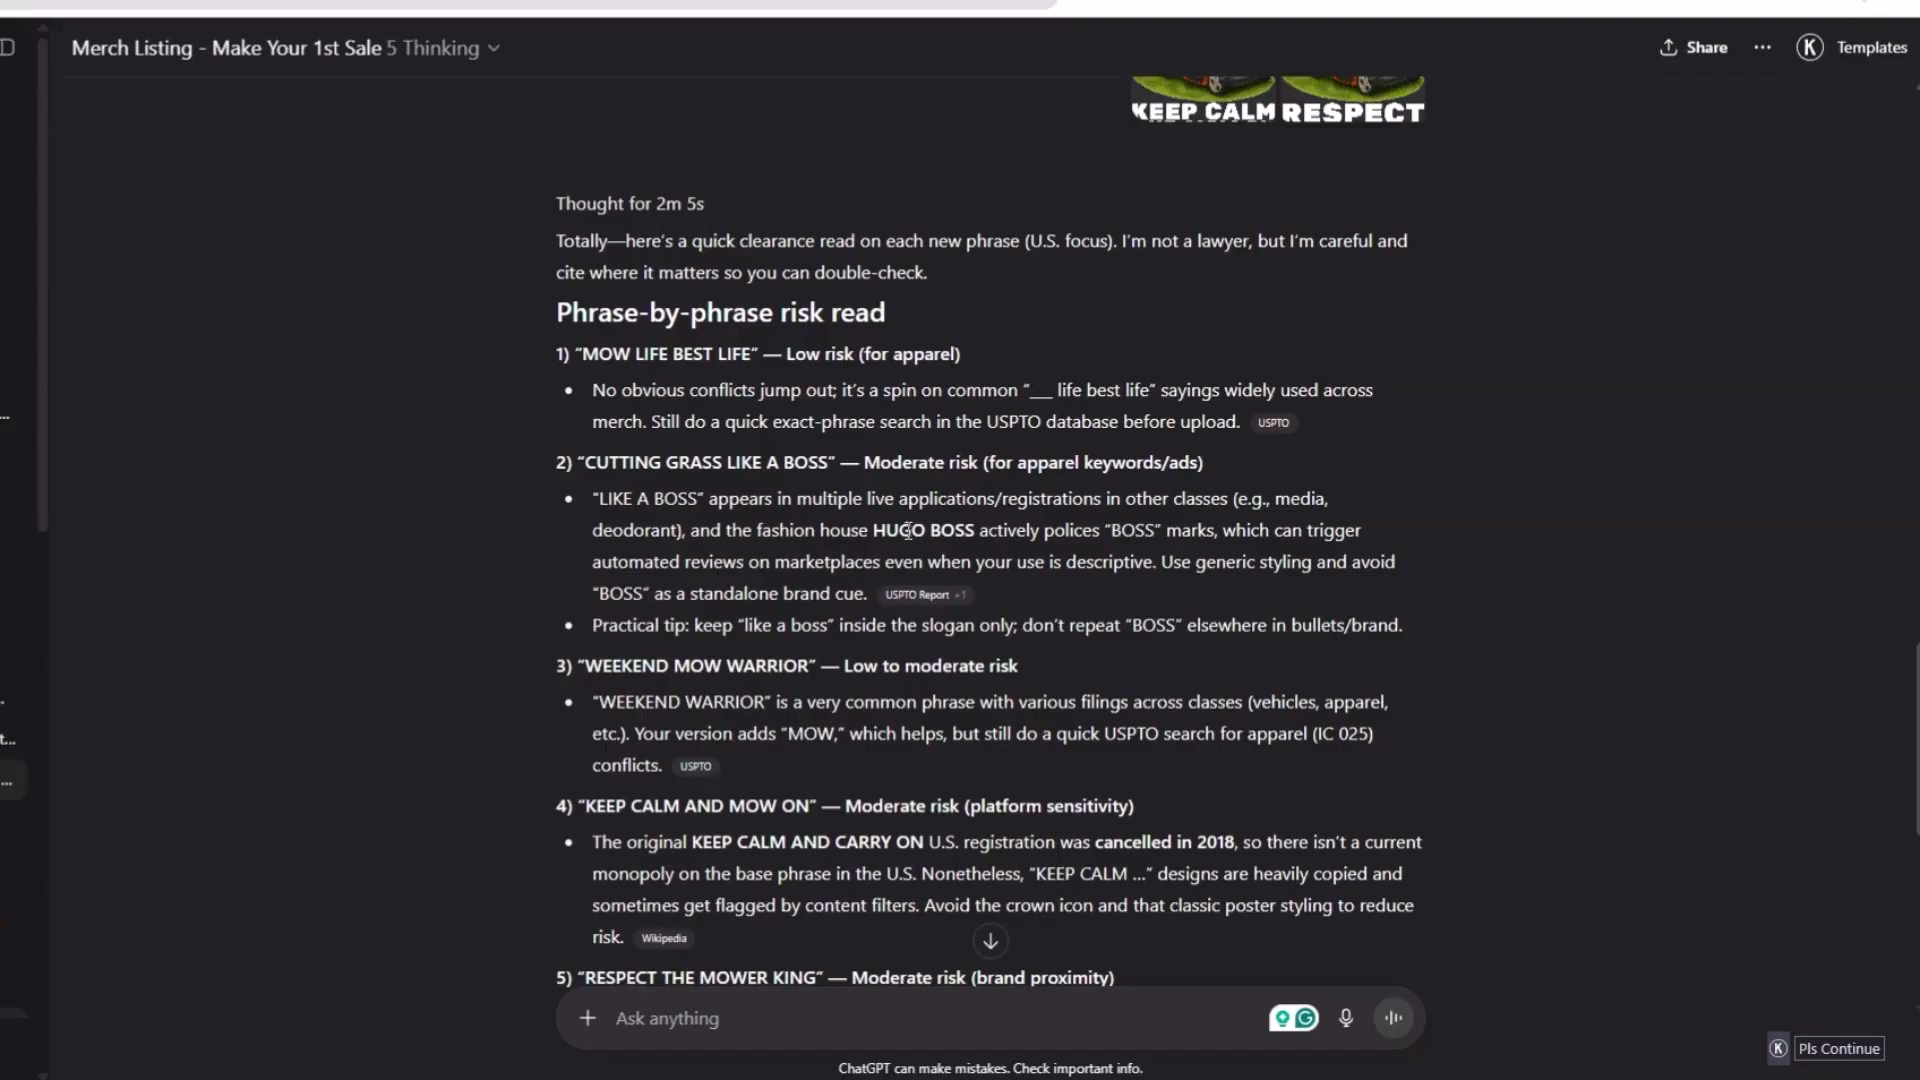 Merch Listing - Make Your 1st Sale 5 Thinking
Share
Templates
KEEP CALM RESPECT
Thought for 2m 5s
Totally—here’s a quick clearance read on each new phrase (U.S. focus). I’m not a lawyer, but I’m careful and
cite where it matters so you can double-check.
Phrase-by-phrase risk read
1) “MOW LIFE BEST LIFE” — Low risk (for apparel)
• No obvious conflicts jump out; it’s a spin on common “___ life best life” sayings widely used across
merch. Still do a quick exact-phrase search in the USPTO database before upload. USPTO
2) “CUTTING GRASS LIKE A BOSS” — Moderate risk (for apparel keywords/ads)
• “LIKE A BOSS” appears in multiple live applications/registrations in other classes (e.g., media,
deodorant), and the fashion house HUGO BOSS actively polices “BOSS” marks, which can trigger
automated reviews on marketplaces even when your use is descriptive. Use generic styling and avoid
“BOSS” as a standalone brand cue. USPTO Report +1
• Practical tip: keep “like a boss” inside the slogan only; don’t repeat “BOSS” elsewhere in bullets/brand.
3) “WEEKEND MOW WARRIOR” — Low to moderate risk
• “WEEKEND WARRIOR” is a very common phrase with various filings across classes (vehicles, apparel,
etc.). Your version adds “MOW,” which helps, but still do a quick USPTO search for apparel (IC 025)
conflicts. USPTO
4) “KEEP CALM AND MOW ON” — Moderate risk (platform sensitivity)
• The original KEEP CALM AND CARRY ON U.S. registration was cancelled in 2018, so there isn’t a current
monopoly on the base phrase in the U.S. Nonetheless, “KEEP CALM …” designs are heavily copied and
sometimes get flagged by content filters. Avoid the crown icon and that classic poster styling to reduce
risk. Wikipedia
5) “RESPECT THE MOWER KING” — Moderate risk (brand proximity)
Ask anything
K Pls Continue
ChatGPT can make mistakes. Check important info.